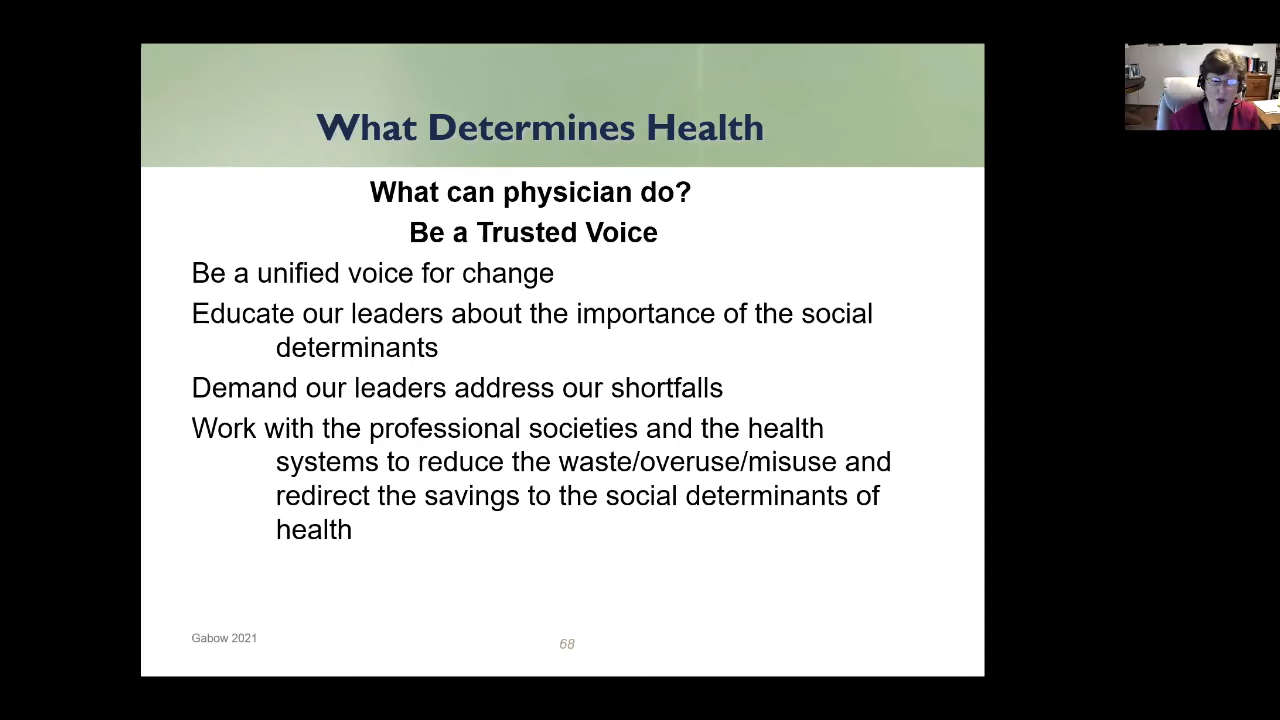 What Determines Health
What can physician do?
Be a Trusted Voice
Be a unified voice for change
Educate our leaders about the importance of the social
determinants
Demand our leaders address our shortfalls
Work with the professional societies and the health
systems to reduce the waste/overuse/misuse and
redirect the savings to the social determinants of
health
Gabow 2021
68